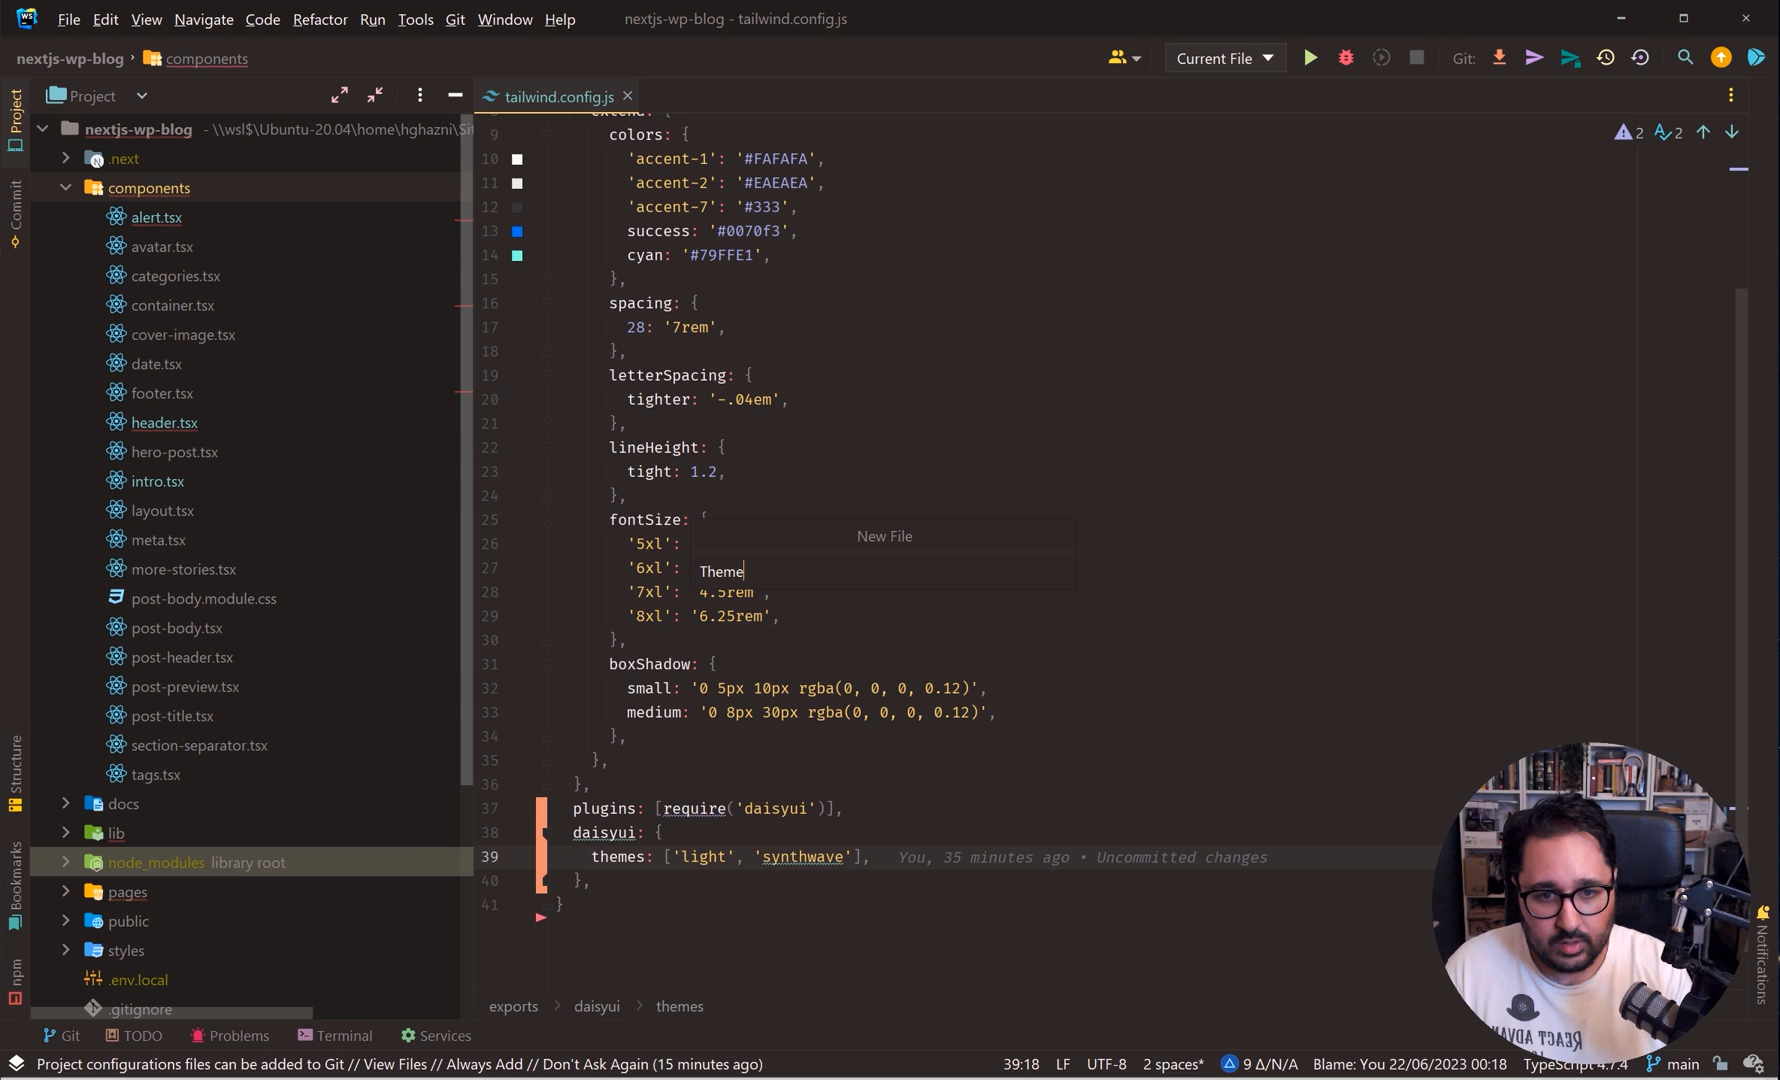 File Edit View Navigate Code Refactor Run Tools Git Window Help nextjs-wp-blog - tailwind.config.js
nextjs-wp-blog components Current File Git:
Project
tailwind.config.js
nextjs-wp-blog - \\wsl$\Ubuntu-20.04\home\hghazni\Sit
.next
components
alert.tsx
avatar.tsx
categories.tsx
container.tsx
cover-image.tsx
date.tsx
footer.tsx
header.tsx
hero-post.tsx
intro.tsx
layout.tsx
meta.tsx
more-stories.tsx
post-body.module.css
post-body.tsx
post-header.tsx
post-preview.tsx
post-title.tsx
section-separator.tsx
tags.tsx
docs
lib
node_modules library root
pages
public
styles
.env.local
.gitignore
Project
Commit
Structure
Bookmarks
npm
2 2
9 colors: {
10 'accent-1': '#FAFAFA',
11 'accent-2': '#EAEAEA',
12 'accent-7': '#333',
13 success: '#0070f3',
14 cyan: '#79FFE1',
15 },
16 spacing: {
17 28: '7rem',
18 },
19 letterSpacing: {
20 tighter: '-.04em',
21 },
22 lineHeight: {
23 tight: 1.2,
24 },
25 fontSize: {
26 '5xl':
27 '6xl':
28 '7xl': '4.5rem',
29 '8xl': '6.25rem',
30 },
31 boxShadow: {
32 small: '0 5px 10px rgba(0, 0, 0, 0.12)',
33 medium: '0 8px 30px rgba(0, 0, 0, 0.12)',
34 },
35 },
36 },
37 plugins: [require('daisyui')],
38 daisyui: {
39 themes: ['light', 'synthwave'], You, 35 minutes ago • Uncommitted changes
40 },
41 }
New File
Theme
exports daisyui themes
Notifications
REACT ADVAN
Git TODO Problems Terminal Services
Project configurations files can be added to Git // View Files // Always Add // Don't Ask Again (15 minutes ago) 39:18 LF UTF-8 2 spaces* 9 Δ/N/A Blame: You 22/06/2023 00:18 TypeScript 4.7.4 main